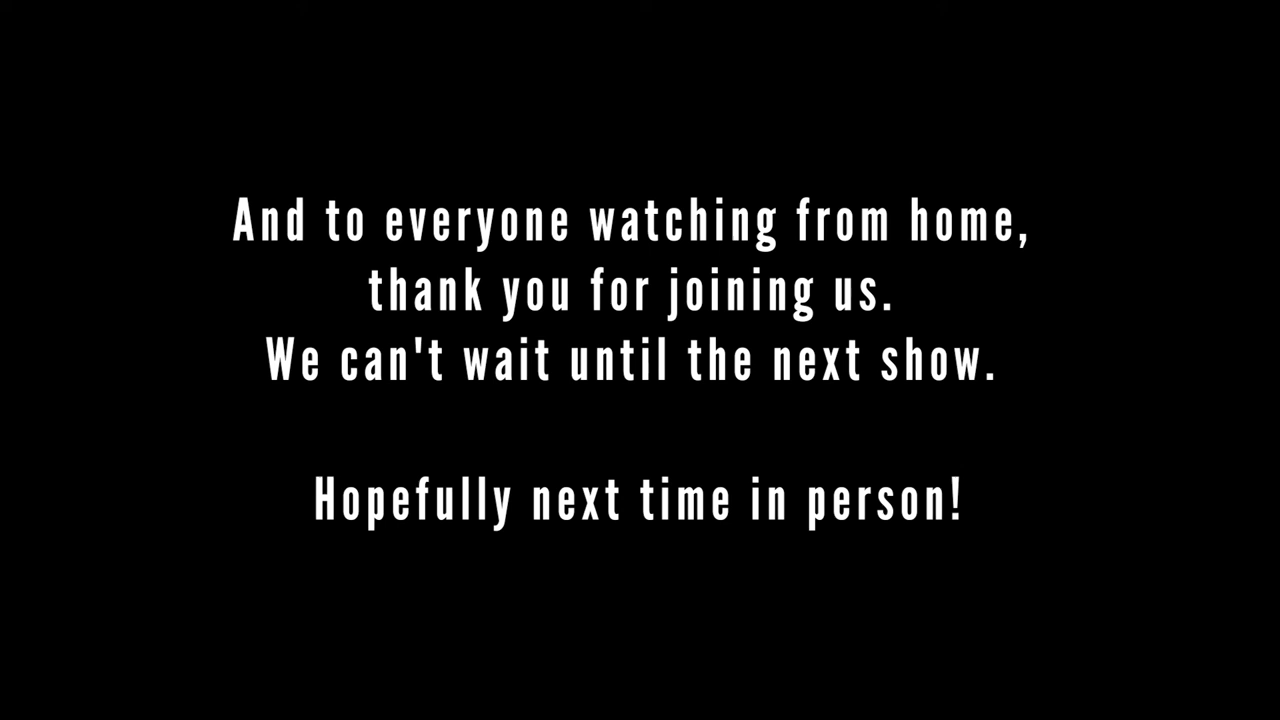 And to everyone watching from home,
thank you for joining us.
We can't wait until the next show.
Hopefully next time in person!